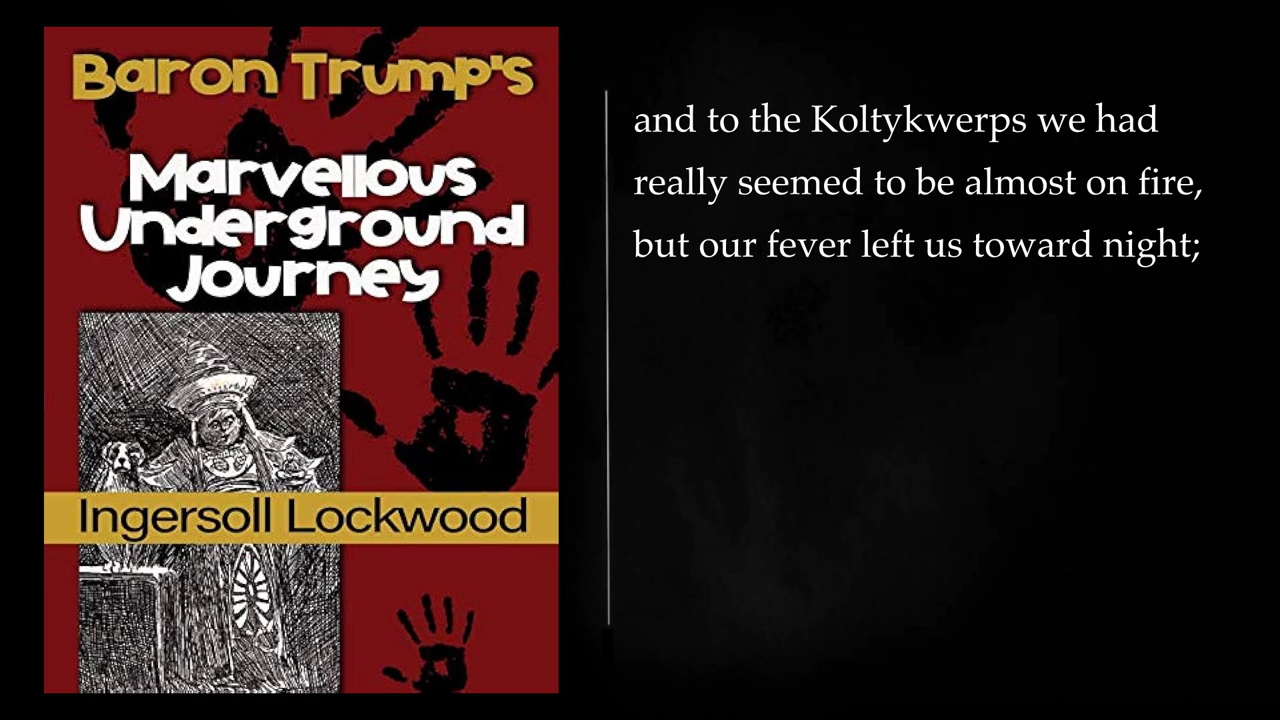 Baron Trump's
Marvellous
Underground
Journey
Ingersoll Lockwood
and to the Koltykwerps we had
really seemed to be almost on fire,
but our fever left us toward night;